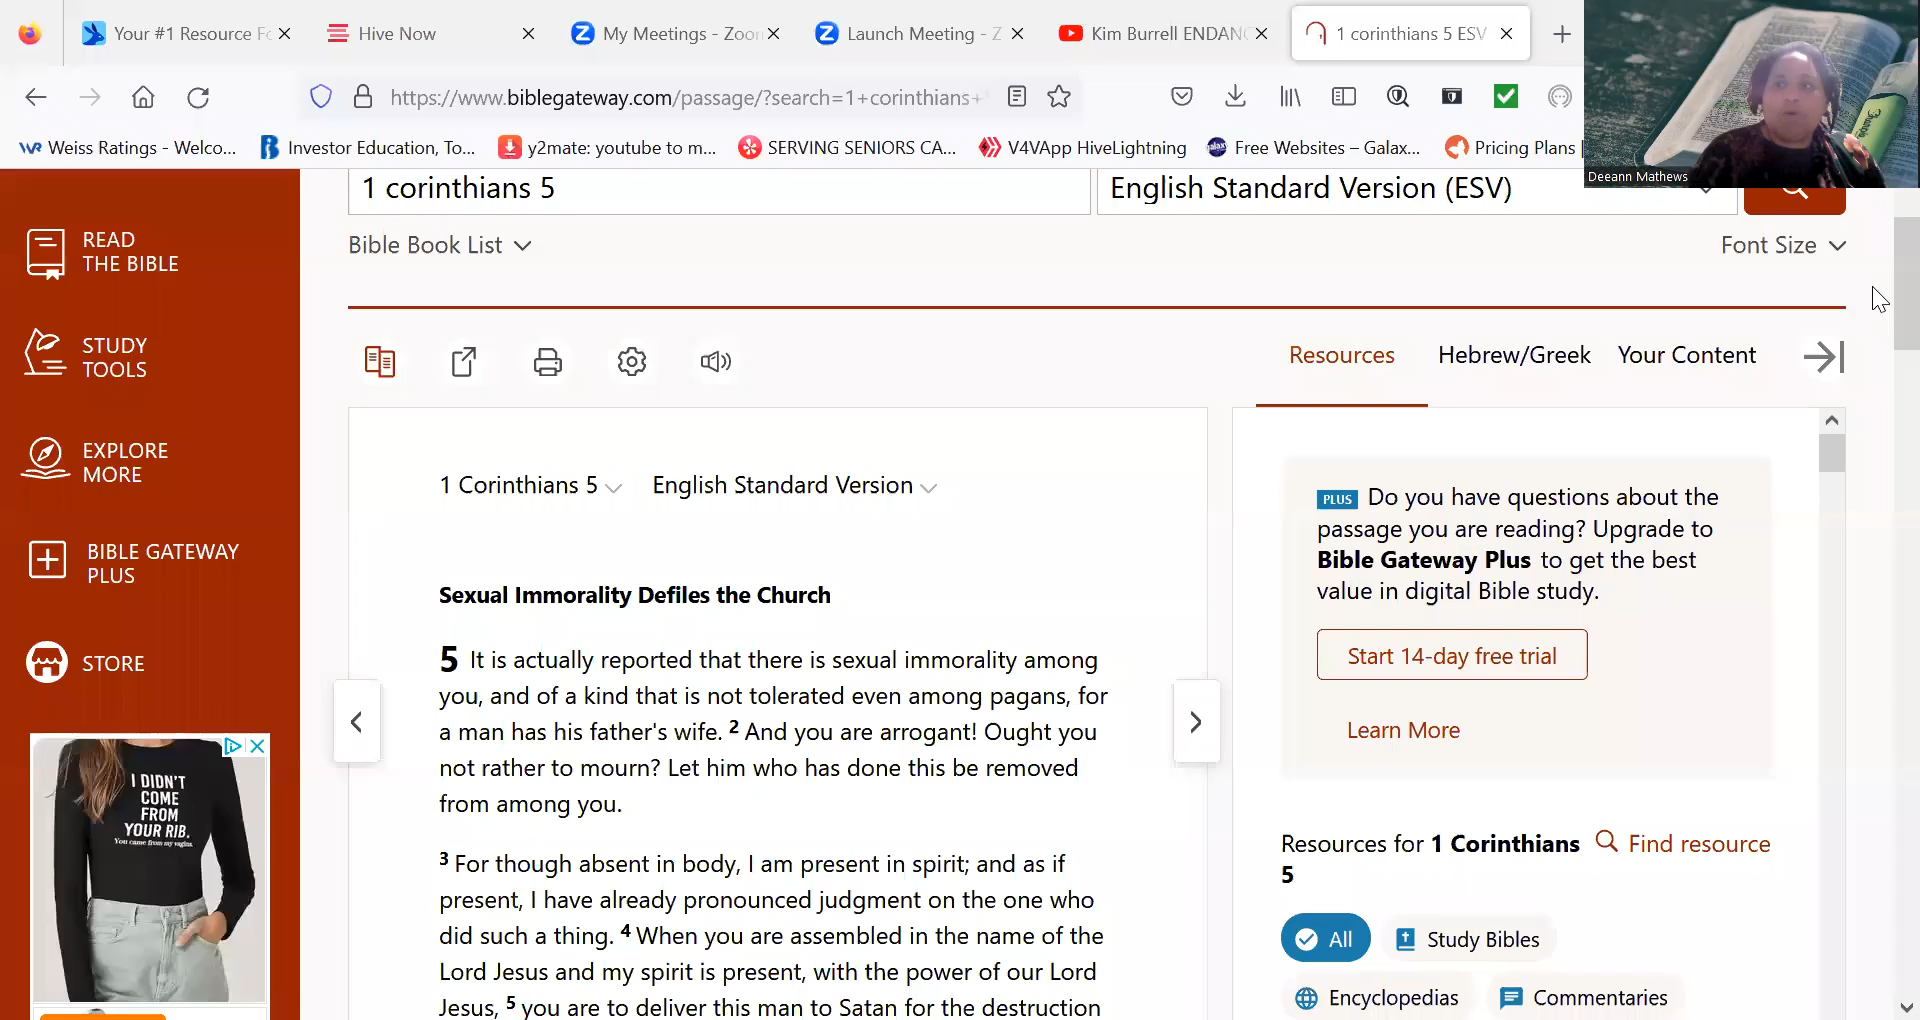 Your #1 Resource Fo
Hive Now
My Meetings - Zoom
Launch Meeting - Z
Kim Burrell ENDANG
1 corinthians 5 ESV
https://www.biblegateway.com/passage/?search=1+corinthians+
Weiss Ratings - Welco...
Investor Education, To...
y2mate: youtube to m...
SERVING SENIORS CA...
V4VApp HiveLightning
Free Websites – Galax...
Pricing Plans
Deeann Mathews
1 corinthians 5
English Standard Version (ESV)
Bible Book List
Font Size
READ
THE BIBLE
STUDY
TOOLS
EXPLORE
MORE
BIBLE GATEWAY
PLUS
STORE
I DIDN'T
COME
FROM
YOUR RIB.
You came from my vagina.
Resources
Hebrew/Greek
Your Content
1 Corinthians 5
English Standard Version
Sexual Immorality Defiles the Church
5 It is actually reported that there is sexual immorality among
you, and of a kind that is not tolerated even among pagans, for
a man has his father's wife. 2 And you are arrogant! Ought you
not rather to mourn? Let him who has done this be removed
from among you.
3 For though absent in body, I am present in spirit; and as if
present, I have already pronounced judgment on the one who
did such a thing. 4 When you are assembled in the name of the
Lord Jesus and my spirit is present, with the power of our Lord
Jesus, 5 you are to deliver this man to Satan for the destruction
PLUS Do you have questions about the
passage you are reading? Upgrade to
Bible Gateway Plus to get the best
value in digital Bible study.
Start 14-day free trial
Learn More
Resources for 1 Corinthians
5
Find resource
All
Study Bibles
Encyclopedias
Commentaries